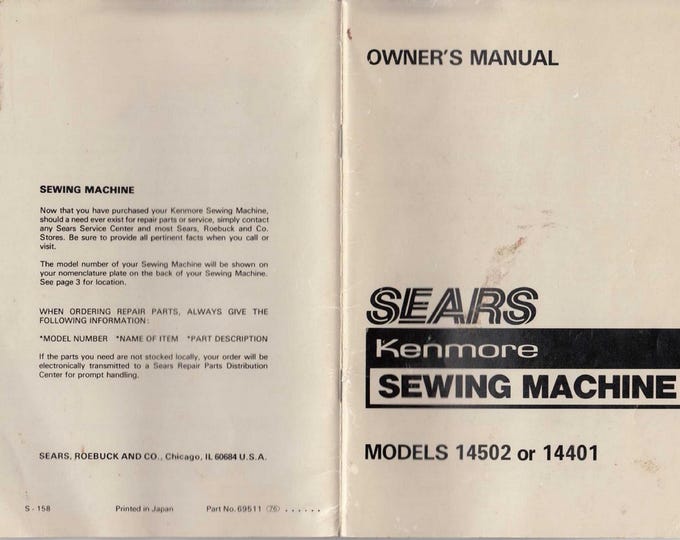 SEWING MACHINE
Now that you have purchased your Kenmore Sewing Machine,
should a need ever exist for repair parts or service, simply contact
any Sears Service Center and most Sears, Roebuck and Co.
Stores. Be sure to provide all pertinent facts when you call or
visit.
The model number of your Sewing Machine will be shown on
your nomenclature plate on the back of your Sewing Machine.
See page 3 for location.
WHEN ORDERING REPAIR PARTS, ALWAYS GIVE THE
FOLLOWING INFORMATION:
*MODEL NUMBER *NAME OF ITEM *PART DESCRIPTION
If the parts you need are not stocked locally, your order will be
electronically transmitted to a Sears Repair Parts Distribution
Center for prompt handling.
SEARS, ROEBUCK AND CO., Chicago, IL 60684 U.S.A.
S - 158 Printed in Japan Part No. 69511 (76) . . . . . .
OWNER'S MANUAL
SEARS
Kenmore
SEWING MACHINE
MODELS 14502 or 14401